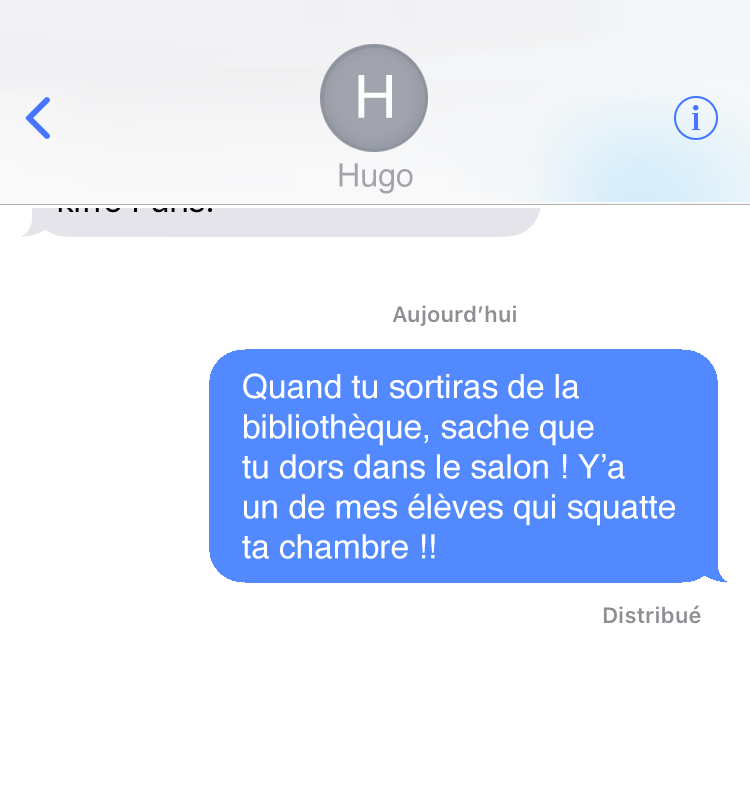 H
Hugo
Aujourd’hui
Quand tu sortiras de la
bibliothèque, sache que
tu dors dans le salon ! Y’a
un de mes élèves qui squatte
ta chambre !!
Distribué